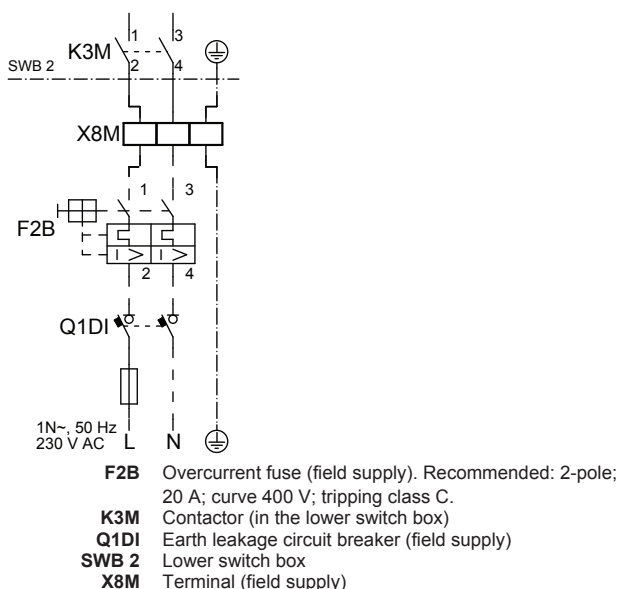 1 3
K3M
SWB 2
2 4
X8M
1 3
F2B
I > I >
2 4
Q1DI
1N~, 50 Hz
230 V AC L N
F2B Overcurrent fuse (field supply). Recommended: 2-pole;
20 A; curve 400 V; tripping class C.
K3M Contactor (in the lower switch box)
Q1DI Earth leakage circuit breaker (field supply)
SWB 2 Lower switch box
X8M Terminal (field supply)